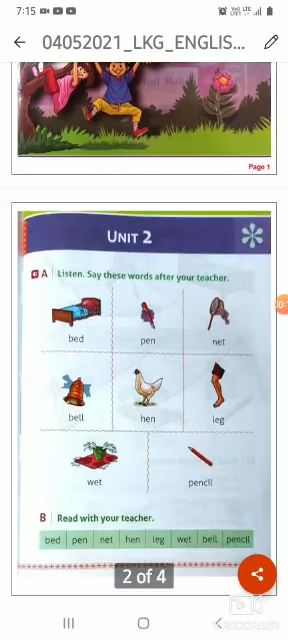 7:15
04052021_LKG_ENGLIS...
Page 1
UNIT 2
A Listen. Say these words after your teacher.
bed pen net
bell hen leg
wet pencil
B Read with your teacher.
bed pen net hen leg wet bell pencil
2 of 4